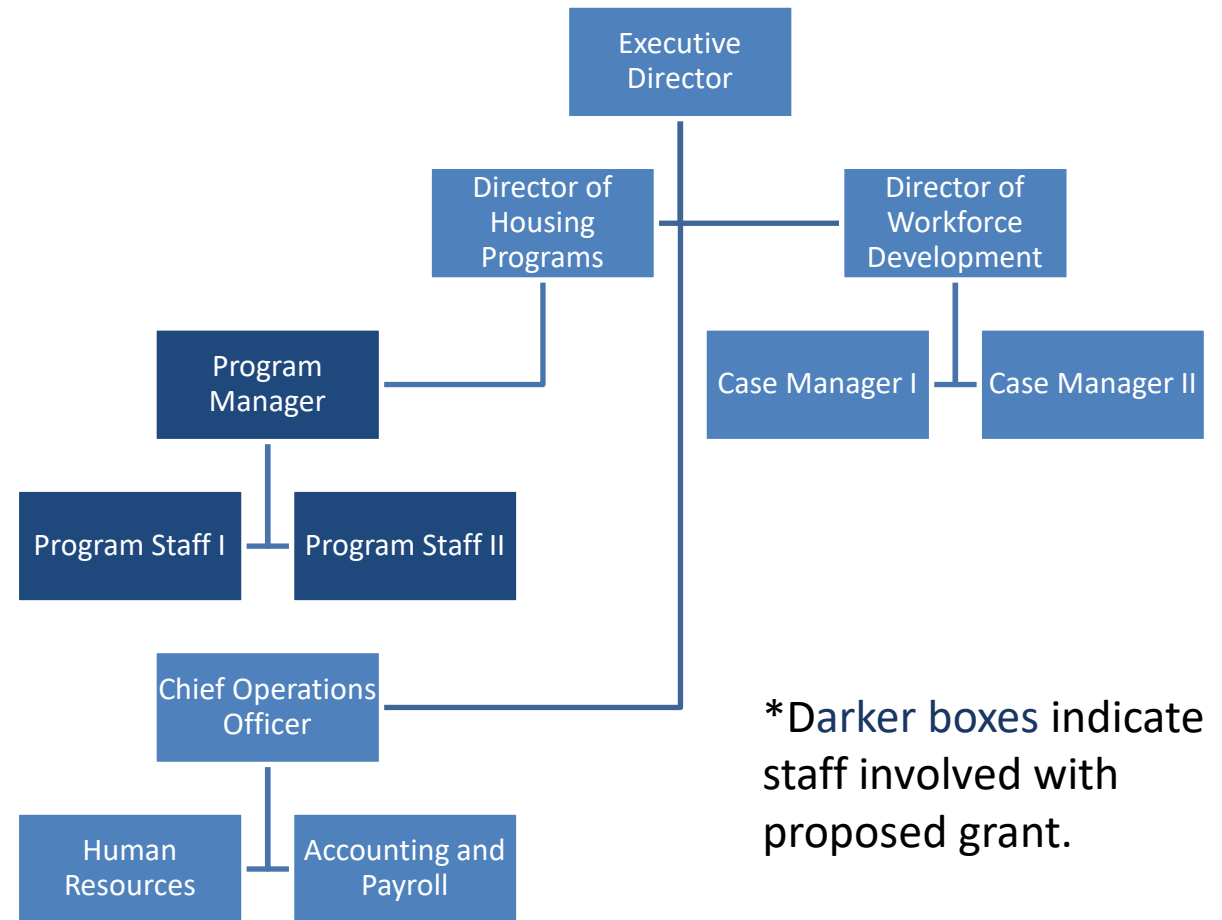 Executive
Director
Director of
Housing
Programs
Director of
Workforce
Development
Program
Manager
Case Manager I
Case Manager II
Program Staff I
Program Staff II
Chief Operations
Officer
*Darker boxes indicate
staff involved with
proposed grant.
Human
Resources
Accounting and
Payroll